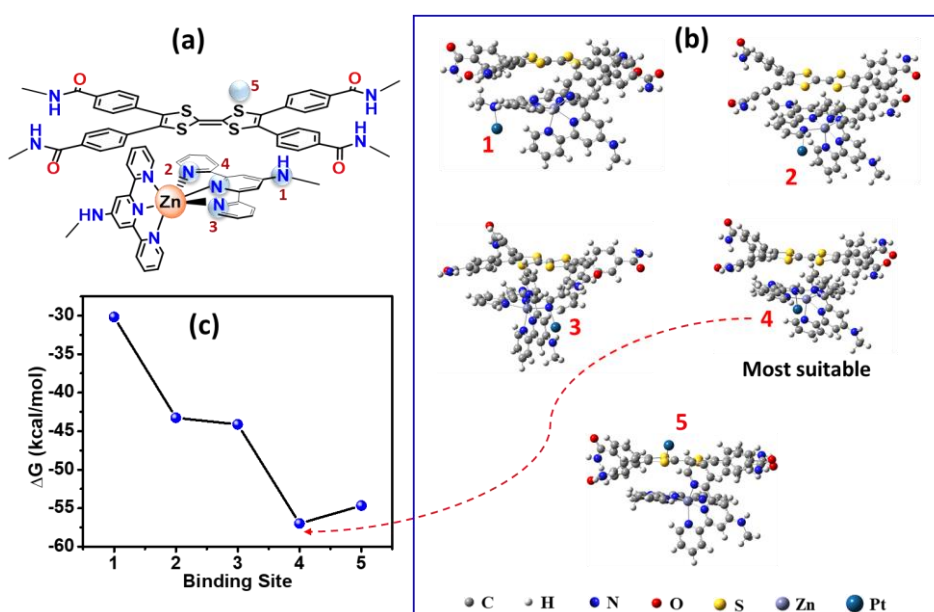 (a)
O
N
H
S
S
S
S
5
H
N
O
O
N
H
H
N
O
N
2
4
N
N
3
H
N
1
Zn
N
N
N
HN
(b)
1
2
3
4
Most suitable
5
C H N O S Zn Pt
(c)
ΔG (kcal/mol)
-30
-35
-40
-45
-50
-55
-60
1 2 3 4 5
Binding Site